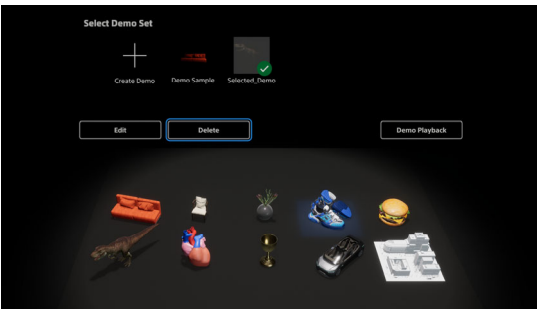 Select Demo Set
Create Demo
Demo Sample
Selected_Demo
Edit
Delete
Demo Playback